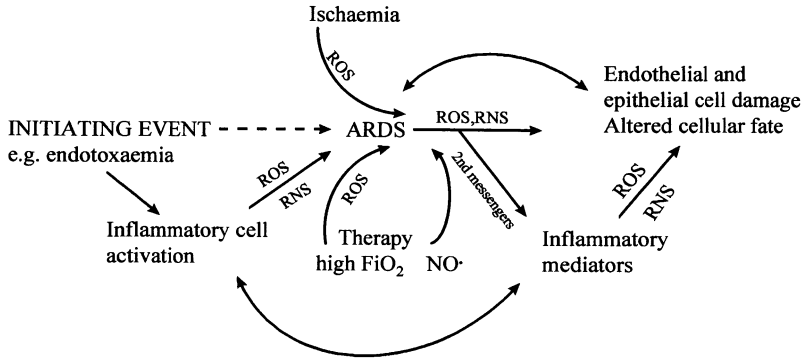 Ischaemia
ROS
Endothelial and
epithelial cell damage
Altered cellular fate
INITIATING EVENT
e.g. endotoxaemia
ARDS
ROS,RNS
ROS
RNS
ROS
2nd messengers
ROS
RNS
Inflammatory cell
activation
Therapy
high FiO₂ NO·
Inflammatory
mediators